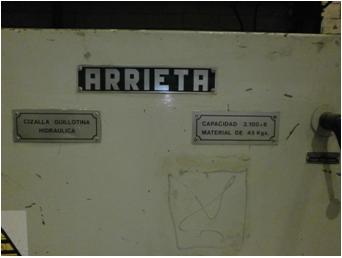 ARRIETA
CIZALLA GUILLOTINA
HIDRAULICA
CAPACIDAD 3.100×6
MATERIAL DE 45 Kgs.